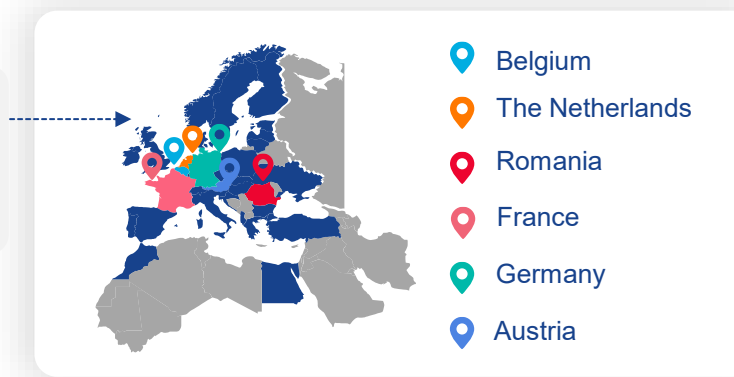 Belgium
The Netherlands
Romania
France
Germany
Austria